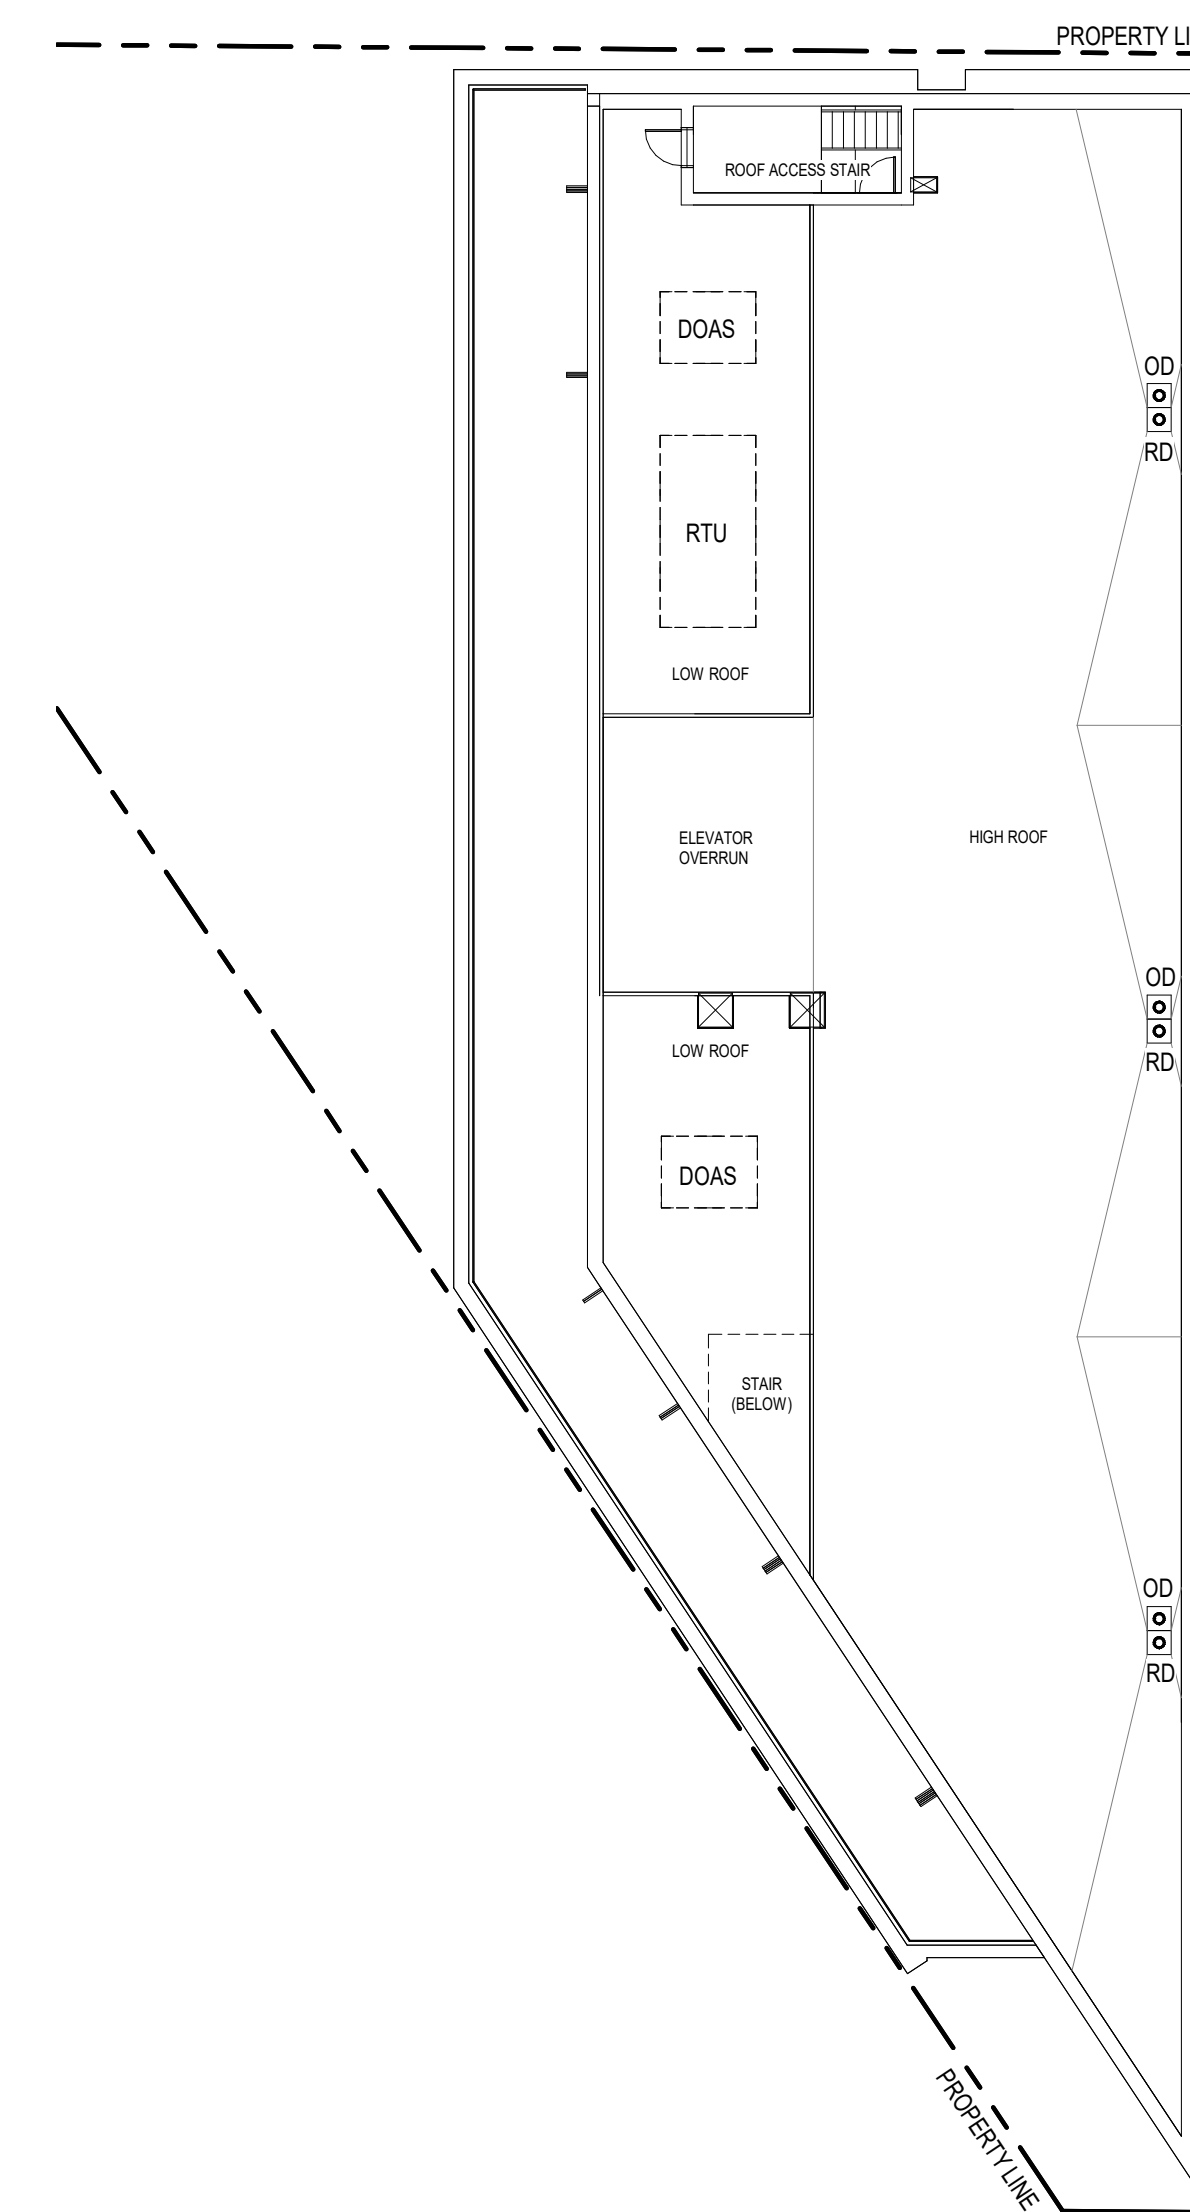 PROPERTY LI
ROOF ACCESS STAIR
DOAS
OD
RD
RTU
LOW ROOF
ELEVATOR
OVERRUN
HIGH ROOF
OD
RD
LOW ROOF
DOAS
STAIR
(BELOW)
OD
RD
PROPERTY LINE